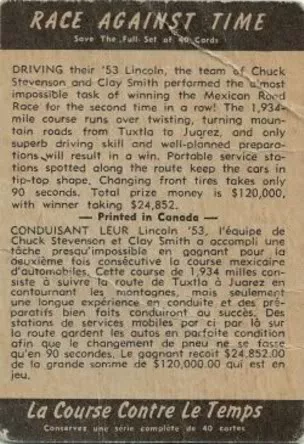 RACE AGAINST TIME
Save The Full Set of 40 Cards
DRIVING their '53 Lincoln, the team of Chuck
Stevenson and Clay Smith performed the almost
impossible task of winning the Mexican Road
Race for the second time in a row! The 1,934-
mile course runs over twisting, turning moun-
tain roads from Tuxtla to Juarez, and only
superb driving skill and well-planned prepara-
tions will result in a win. Portable service sta-
tions spotted along the route keep the cars in
tip-top shape. Changing front tires takes only
90 seconds. Total prize money is $120,000,
with winner taking $24,852.
— Printed in Canada —
CONDUISANT LEUR Lincoln '53, l'équipe de
Chuck Stevenson et Clay Smith a accompli une
tâche presqu'impossible en gagnant pour la
deuxième fois consécutive la course mexicaine
d'automobiles. Cette course de 1,934 milles con-
siste à suivre la route de Tuxtla à Juarez en
contournant les montagnes, mais seulement
une longue expérience en conduite et des pré-
paratifs bien faits conduiront au succès. Des
stations de services mobiles par ci par là sur
la route gardent les autos en parfaite condition
afin que le changement de pneu ne se fasse
qu'en 90 secondes. Le gagnant recoit $24,852.00
de la grande somme de $120,000.00 qui est en
jeu.
La Course Contre Le Temps
Conservez une série complète de 40 cartes